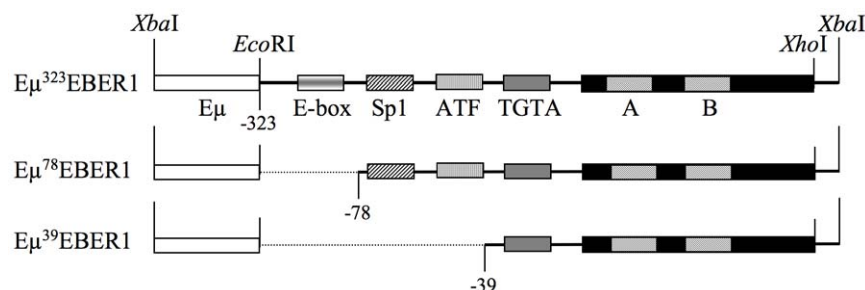 XbaI XbaI
EcoRI XhoI
Eμ³²³EBER1
Eμ E-box Sp1 ATF TGTA A B
-323
Eμ⁷⁸EBER1
-78
Eμ³⁹EBER1
-39